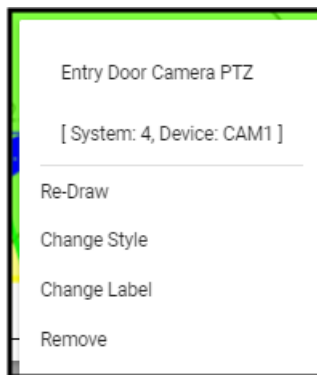 Entry Door Camera PTZ
[ System: 4, Device: CAM1 ]
Re-Draw
Change Style
Change Label
Remove